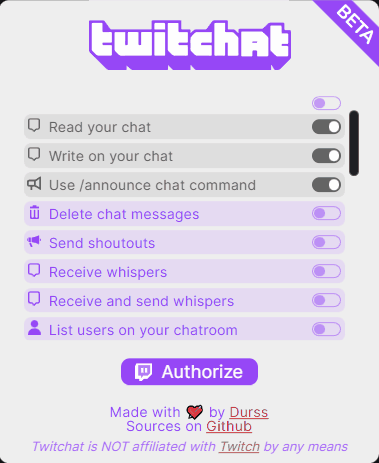 twitchat
BETA
Read your chat
Write on your chat
Use /announce chat command
Delete chat messages
Send shoutouts
Receive whispers
Receive and send whispers
List users on your chatroom
Authorize
Made with ❤ by Durss
Sources on Github
Twitchat is NOT affiliated with Twitch by any means